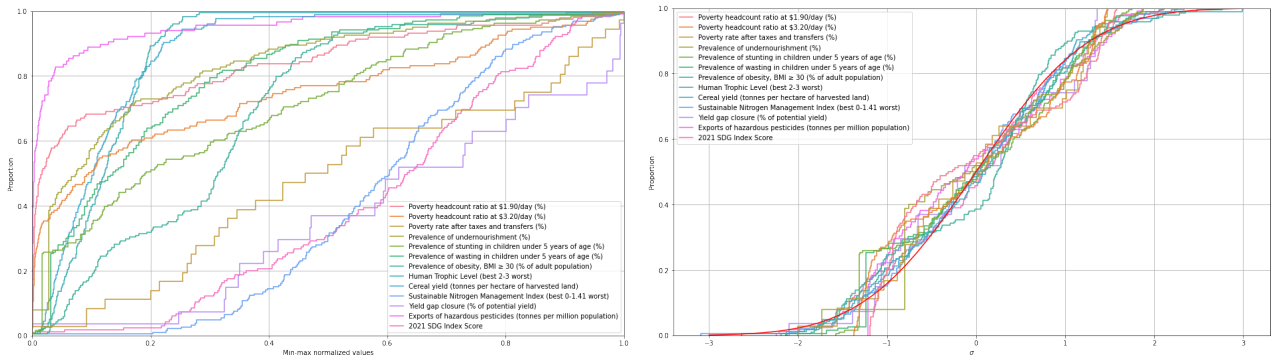 1.0
0.8
0.6
0.4
0.2
0.0
Proportion
Poverty headcount ratio at $1.90/day (%)
Poverty headcount ratio at $3.20/day (%)
Poverty rate after taxes and transfers (%)
Prevalence of undernourishment (%)
Prevalence of stunting in children under 5 years of age (%)
Prevalence of wasting in children under 5 years of age (%)
Prevalence of obesity, BMI ≥ 30 (% of adult population)
Human Trophic Level (best 2-3 worst)
Cereal yield (tonnes per hectare of harvested land)
Sustainable Nitrogen Management Index (best 0-1.41 worst)
Yield gap closure (% of potential yield)
Exports of hazardous pesticides (tonnes per million population)
2021 SDG Index Score
0.0 0.2 0.4 0.6 0.8 1.0
Min-max normalized values
1.0
0.8
0.6
0.4
0.2
0.0
Proportion
Poverty headcount ratio at $1.90/day (%)
Poverty headcount ratio at $3.20/day (%)
Poverty rate after taxes and transfers (%)
Prevalence of undernourishment (%)
Prevalence of stunting in children under 5 years of age (%)
Prevalence of wasting in children under 5 years of age (%)
Prevalence of obesity, BMI ≥ 30 (% of adult population)
Human Trophic Level (best 2-3 worst)
Cereal yield (tonnes per hectare of harvested land)
Sustainable Nitrogen Management Index (best 0-1.41 worst)
Yield gap closure (% of potential yield)
Exports of hazardous pesticides (tonnes per million population)
2021 SDG Index Score
−3 −2 −1 0 1 2 3
σ